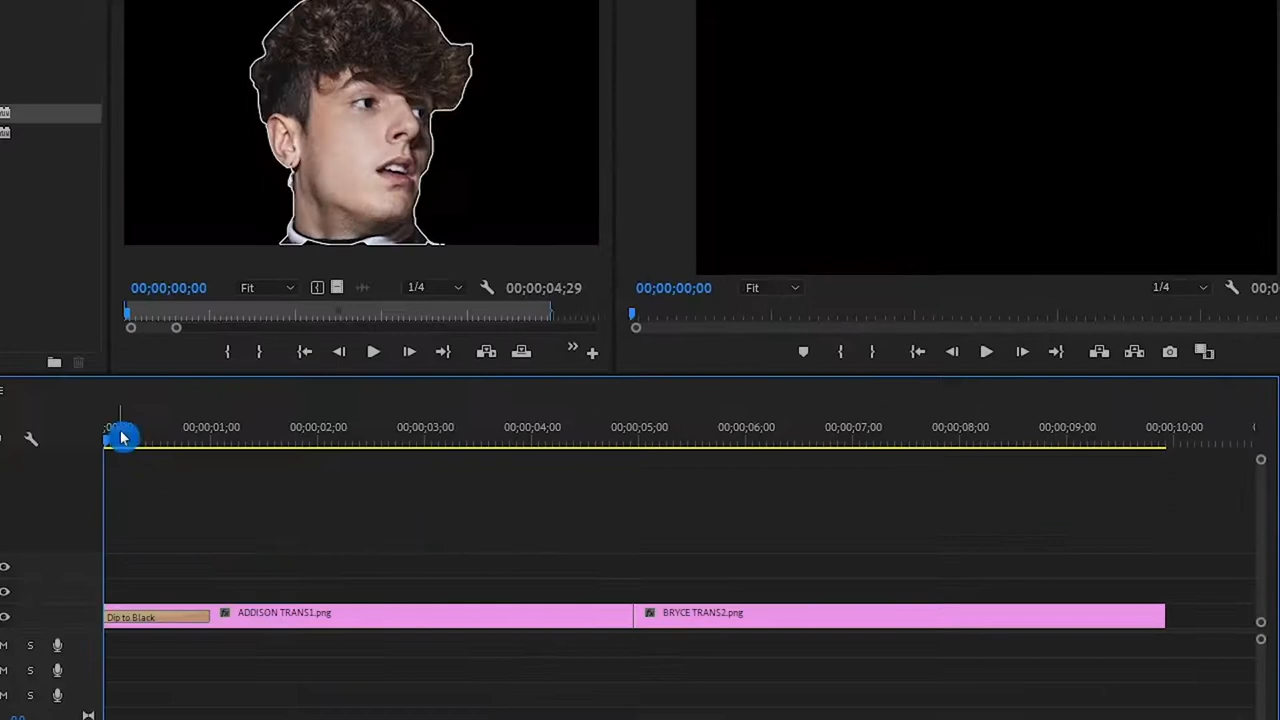 00;00;00;00 Fit 1/4 00;00;04;29
00;00;00;00 Fit 1/4
00;00;01;00 00;00;02;00 00;00;03;00 00;00;04;00 00;00;05;00 00;00;06;00 00;00;07;00 00;00;08;00 00;00;09;00 00;00;10;00
Dip to Black ADDISON TRANS1.png BRYCE TRANS2.png
M S
M S
M S